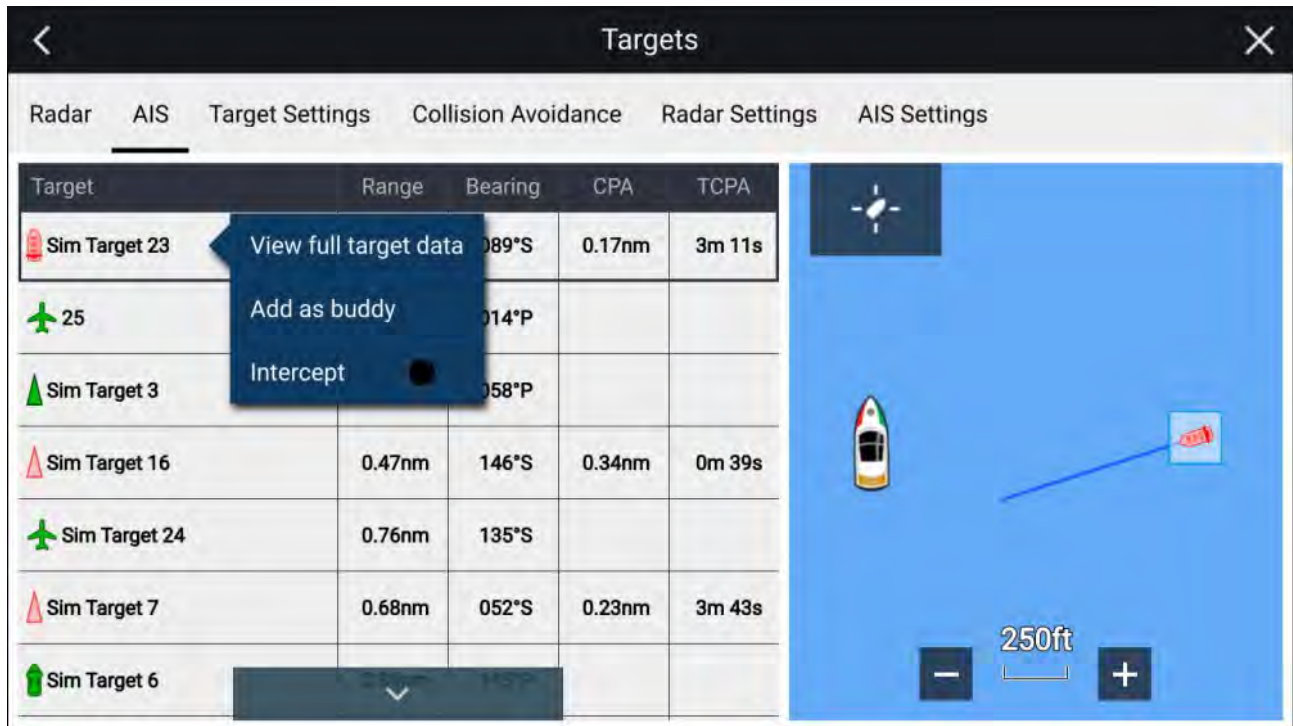 Targets
Radar AIS Target Settings Collision Avoidance Radar Settings AIS Settings
Target Range Bearing CPA TCPA
Sim Target 23 089°S 0.17nm 3m 11s
View full target data
25 014°P
Add as buddy
Sim Target 3 058°P
Intercept
Sim Target 16 0.47nm 146°S 0.34nm 0m 39s
Sim Target 24 0.76nm 135°S
Sim Target 7 0.68nm 052°S 0.23nm 3m 43s
Sim Target 6
250ft